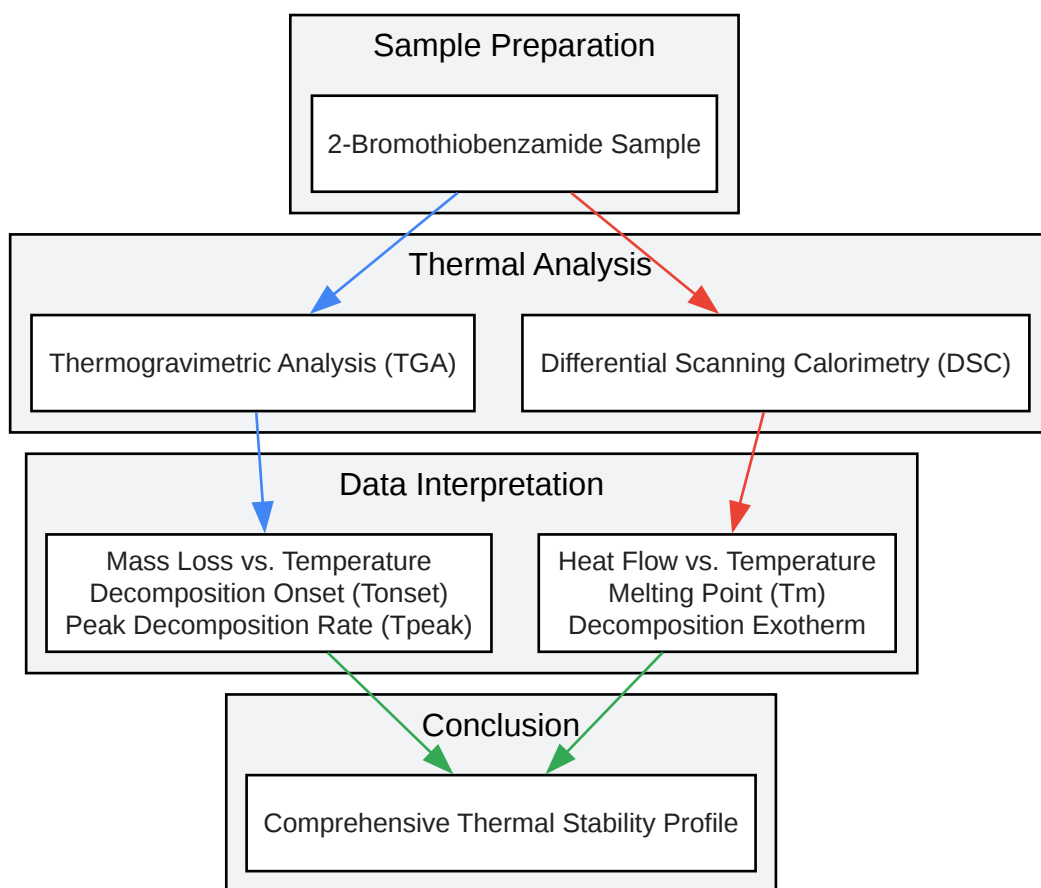 Sample Preparation
2-Bromothiobenzamide Sample
Thermal Analysis
Thermogravimetric Analysis (TGA)
Differential Scanning Calorimetry (DSC)
Data Interpretation
Mass Loss vs. Temperature
Decomposition Onset (Tonset)
Peak Decomposition Rate (Tpeak)
Heat Flow vs. Temperature
Melting Point (Tm)
Decomposition Exotherm
Conclusion
Comprehensive Thermal Stability Profile